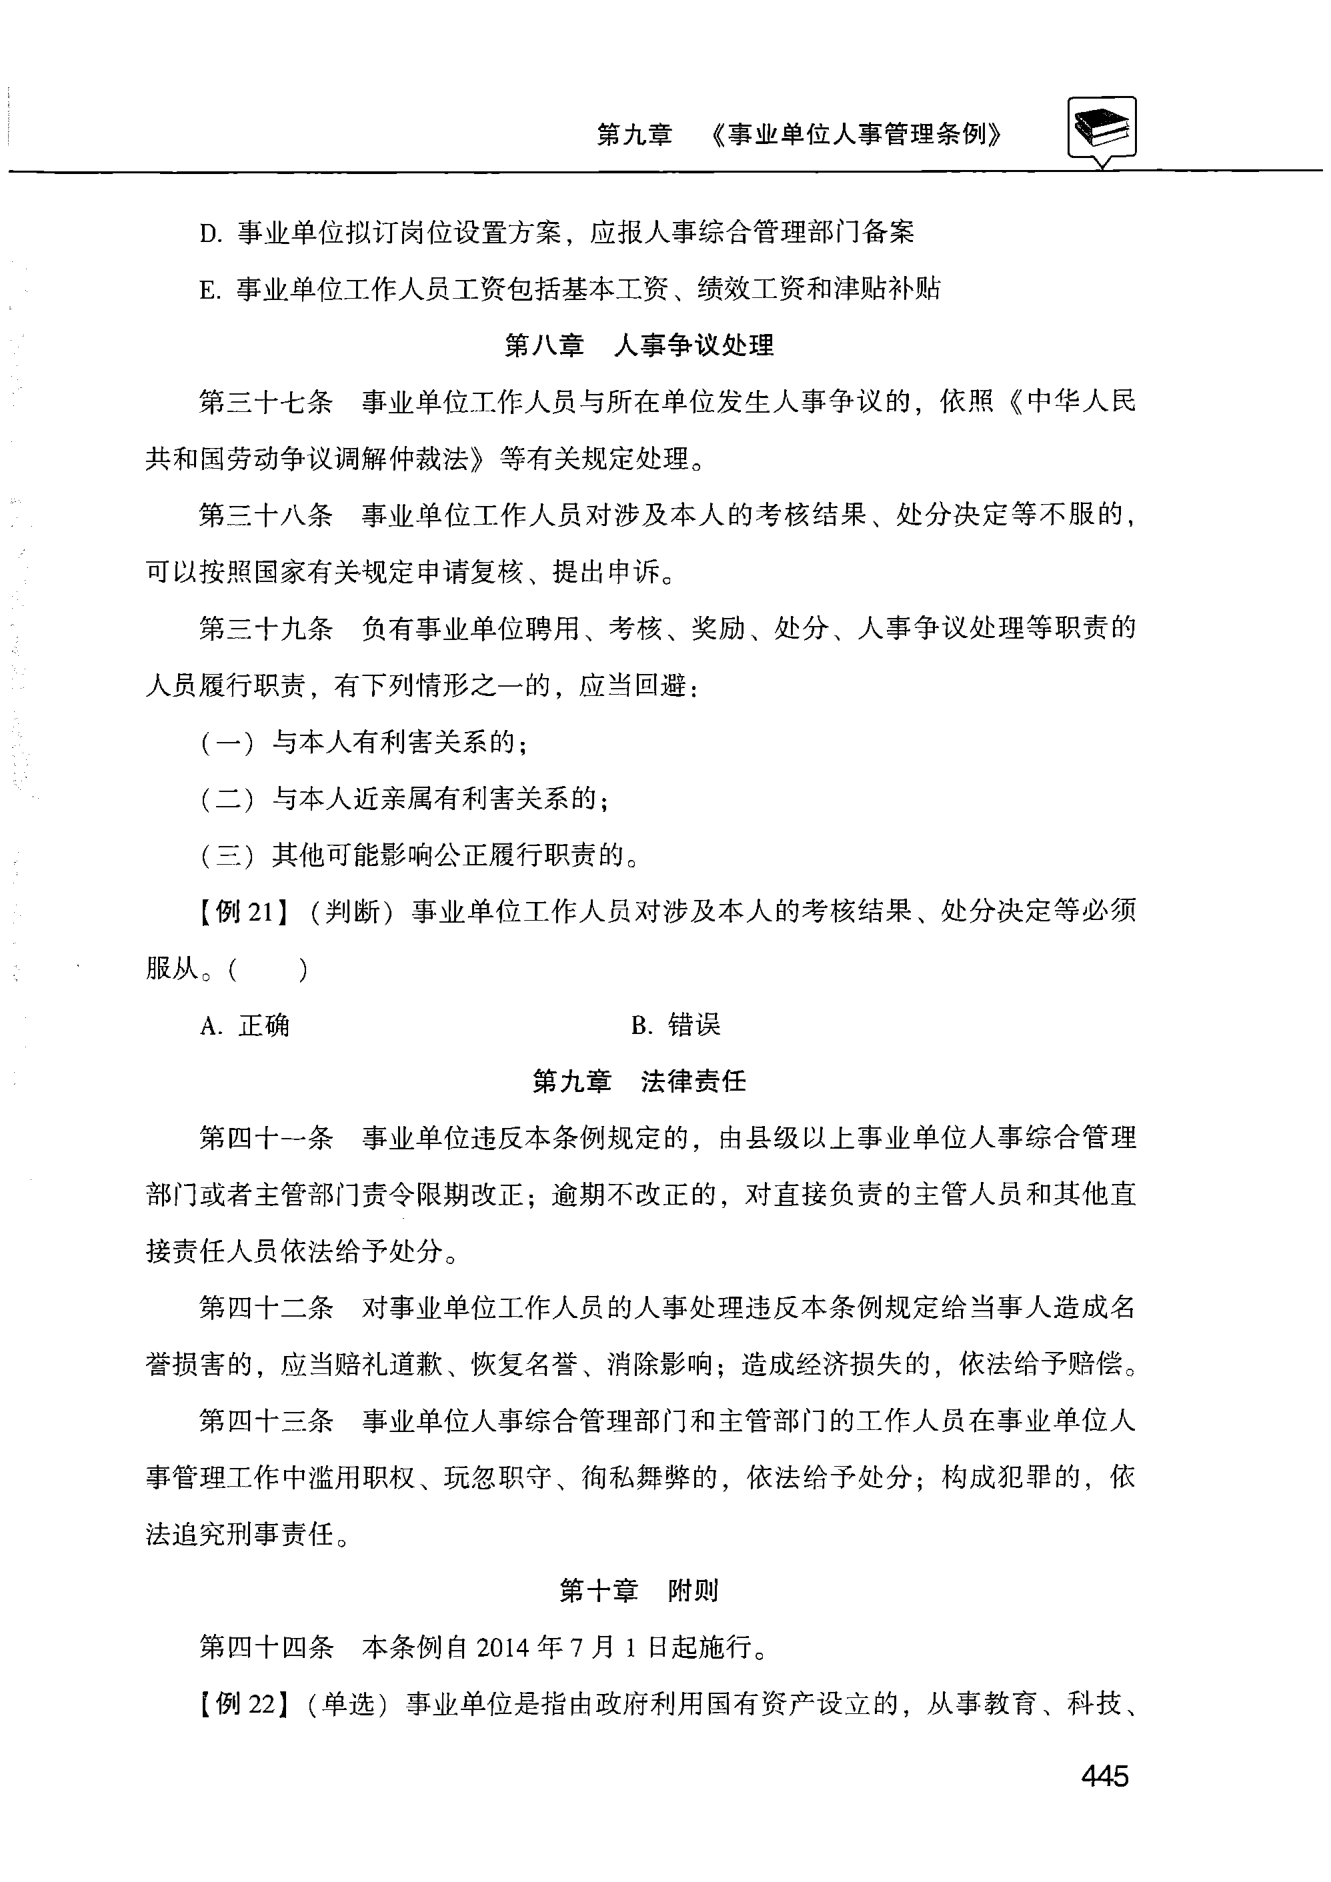 第九章 《事业单位人事管理条例》
D. 事业单位拟订岗位设置方案，应报人事综合管理部门备案
E. 事业单位工作人员工资包括基本工资、绩效工资和津贴补贴
第八章 人事争议处理
第三十七条 事业单位工作人员与所在单位发生人事争议的，依照《中华人民
共和国劳动争议调解仲裁法》等有关规定处理。
第三十八条 事业单位工作人员对涉及本人的考核结果、处分决定等不服的，
可以按照国家有关规定申请复核、提出申诉。
第三十九条 负有事业单位聘用、考核、奖励、处分、人事争议处理等职责的
人员履行职责，有下列情形之一的，应当回避：
（一）与本人有利害关系的；
（二）与本人近亲属有利害关系的；
（三）其他可能影响公正履行职责的。
【例 21】（判断）事业单位工作人员对涉及本人的考核结果、处分决定等必须
服从。（ ）
A. 正确 B. 错误
第九章 法律责任
第四十一条 事业单位违反本条例规定的，由县级以上事业单位人事综合管理
部门或者主管部门责令限期改正；逾期不改正的，对直接负责的主管人员和其他直
接责任人员依法给予处分。
第四十二条 对事业单位工作人员的人事处理违反本条例规定给当事人造成名
誉损害的，应当赔礼道歉、恢复名誉、消除影响；造成经济损失的，依法给予赔偿。
第四十三条 事业单位人事综合管理部门和主管部门的工作人员在事业单位人
事管理工作中滥用职权、玩忽职守、徇私舞弊的，依法给予处分；构成犯罪的，依
法追究刑事责任。
第十章 附则
第四十四条 本条例自 2014 年 7 月 1 日起施行。
【例 22】（单选）事业单位是指由政府利用国有资产设立的，从事教育、科技、
445